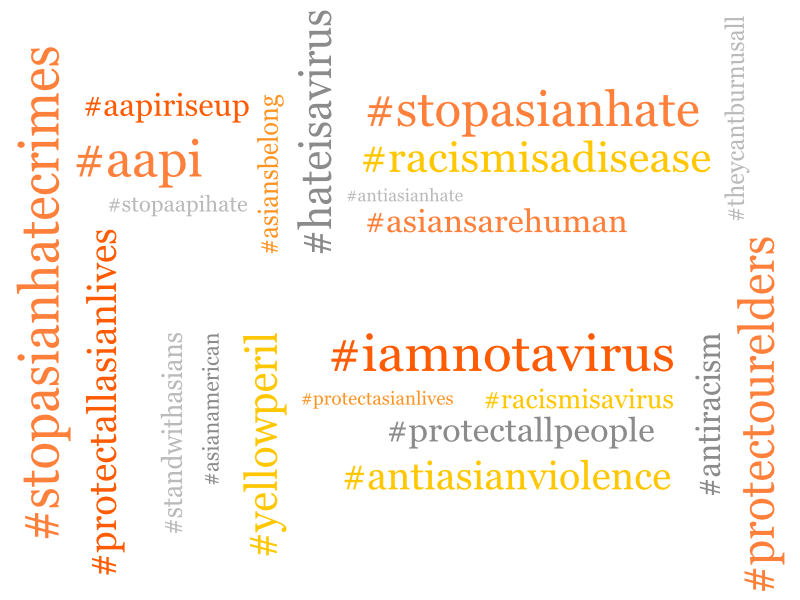 #stopasianhatecrimes
#aapiriseup
#aapi
#stopaapihate
#asiansbelong
#hateisavirus
#stopasianhate
#racismisadisease
#antiasianhate
#asiansarehuman
#theycantburnusall
#protectallasianlives
#standwithasians
#asianamerican
#yellowperil
#iamnotavirus
#protectasianlives
#racismisavirus
#protectallpeople
#antiasianviolence
#antiracism
#protectourelders